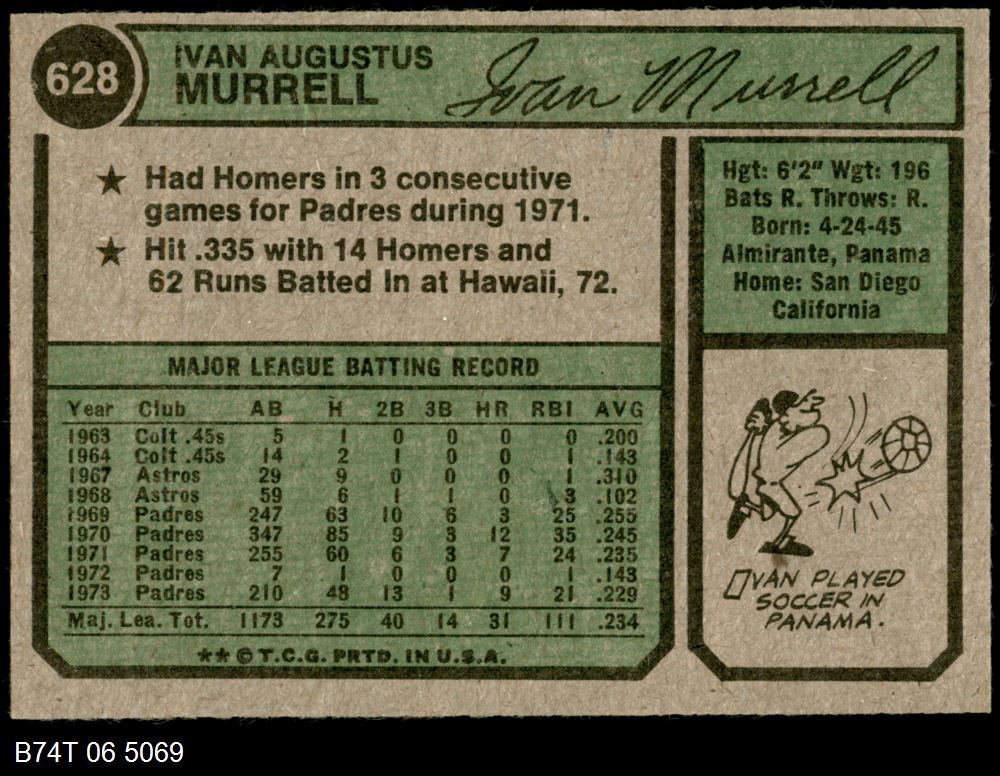 628
IVAN AUGUSTUS
MURRELL
Ivan Murrell
★ Had Homers in 3 consecutive
games for Padres during 1971.
★ Hit .335 with 14 Homers and
62 Runs Batted In at Hawaii, 72.
Hgt: 6'2" Wgt: 196
Bats R. Throws: R.
Born: 4-24-45
Almirante, Panama
Home: San Diego
California
MAJOR LEAGUE BATTING RECORD
Year Club AB H 2B 3B HR RBI AVG
1963 Colt .45s 5 1 0 0 0 0 .200
1964 Colt .45s 14 2 1 0 0 1 .143
1967 Astros 29 9 0 0 0 1 .310
1968 Astros 59 6 1 1 0 3 .102
1969 Padres 247 63 10 6 3 25 .255
1970 Padres 347 85 9 3 12 35 .245
1971 Padres 255 60 6 3 7 24 .235
1972 Padres 7 1 0 0 0 1 .143
1973 Padres 210 48 13 1 9 21 .229
Maj. Lea. Tot. 1173 275 40 14 31 111 .234
**© T.C.G. PRTD. IN U.S.A.
IVAN PLAYED
SOCCER IN
PANAMA.
B74T 06 5069